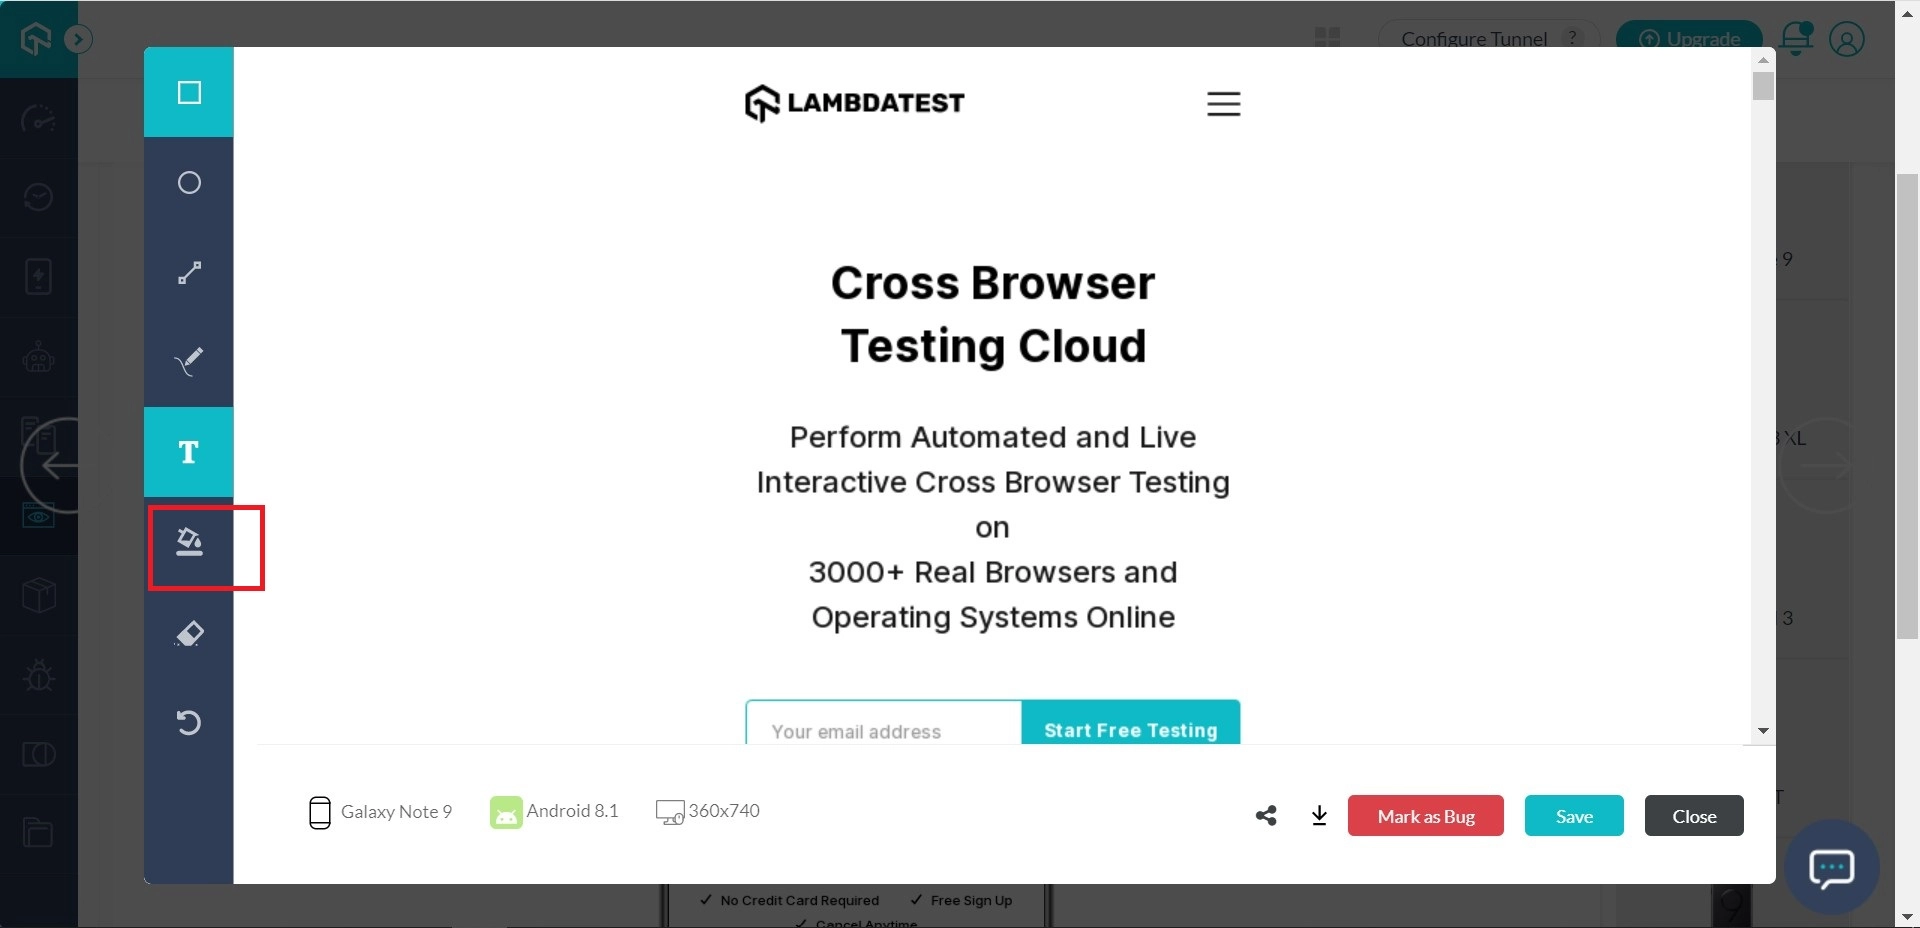 Configure Tunnel ?
Upgrade
LAMBDATEST
Cross Browser
Testing Cloud
Perform Automated and Live
Interactive Cross Browser Testing
on
3000+ Real Browsers and
Operating Systems Online
Your email address
Start Free Testing
T
9
XL
3
T
Galaxy Note 9
Android 8.1
360x740
Mark as Bug
Save
Close
No Credit Card Required
Free Sign Up
Cancel Anytime
9